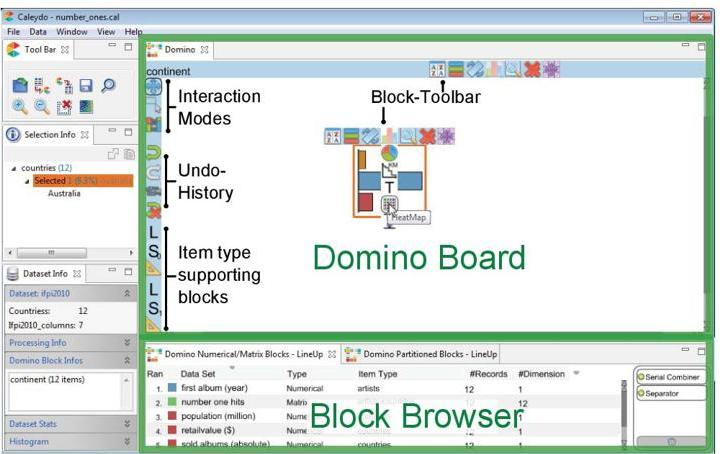 Caleydo - number_ones.cal
File Data Window View Help
Tool Bar
Domino
continent
Interaction
Modes
Block-Toolbar
Selection Info
countries (12)
Selected 1 (8.3%)
Australia
Undo-
History
KM
T
HeatMap
L
S
Item type
supporting
blocks
L
S
Domino Board
Dataset Info
Dataset: ifpi2010
Countriess: 12
Ifpi2010_columns: 7
Processing Info
Domino Block Infos
continent (12 items)
Dataset Stats
Histogram
Domino Numerical/Matrix Blocks - LineUp
Domino Partitioned Blocks - LineUp
Ran Data Set Type Item Type #Records #Dimension
1. first album (year) Numerical artists 12 1
2. number one hits Matrix 12 12
3. population (million) Nume 1
4. retailvalue ($) Nume 1
5. sold albums (absolute) Numerical countries 12 1
Block Browser
Serial Combiner
Separator